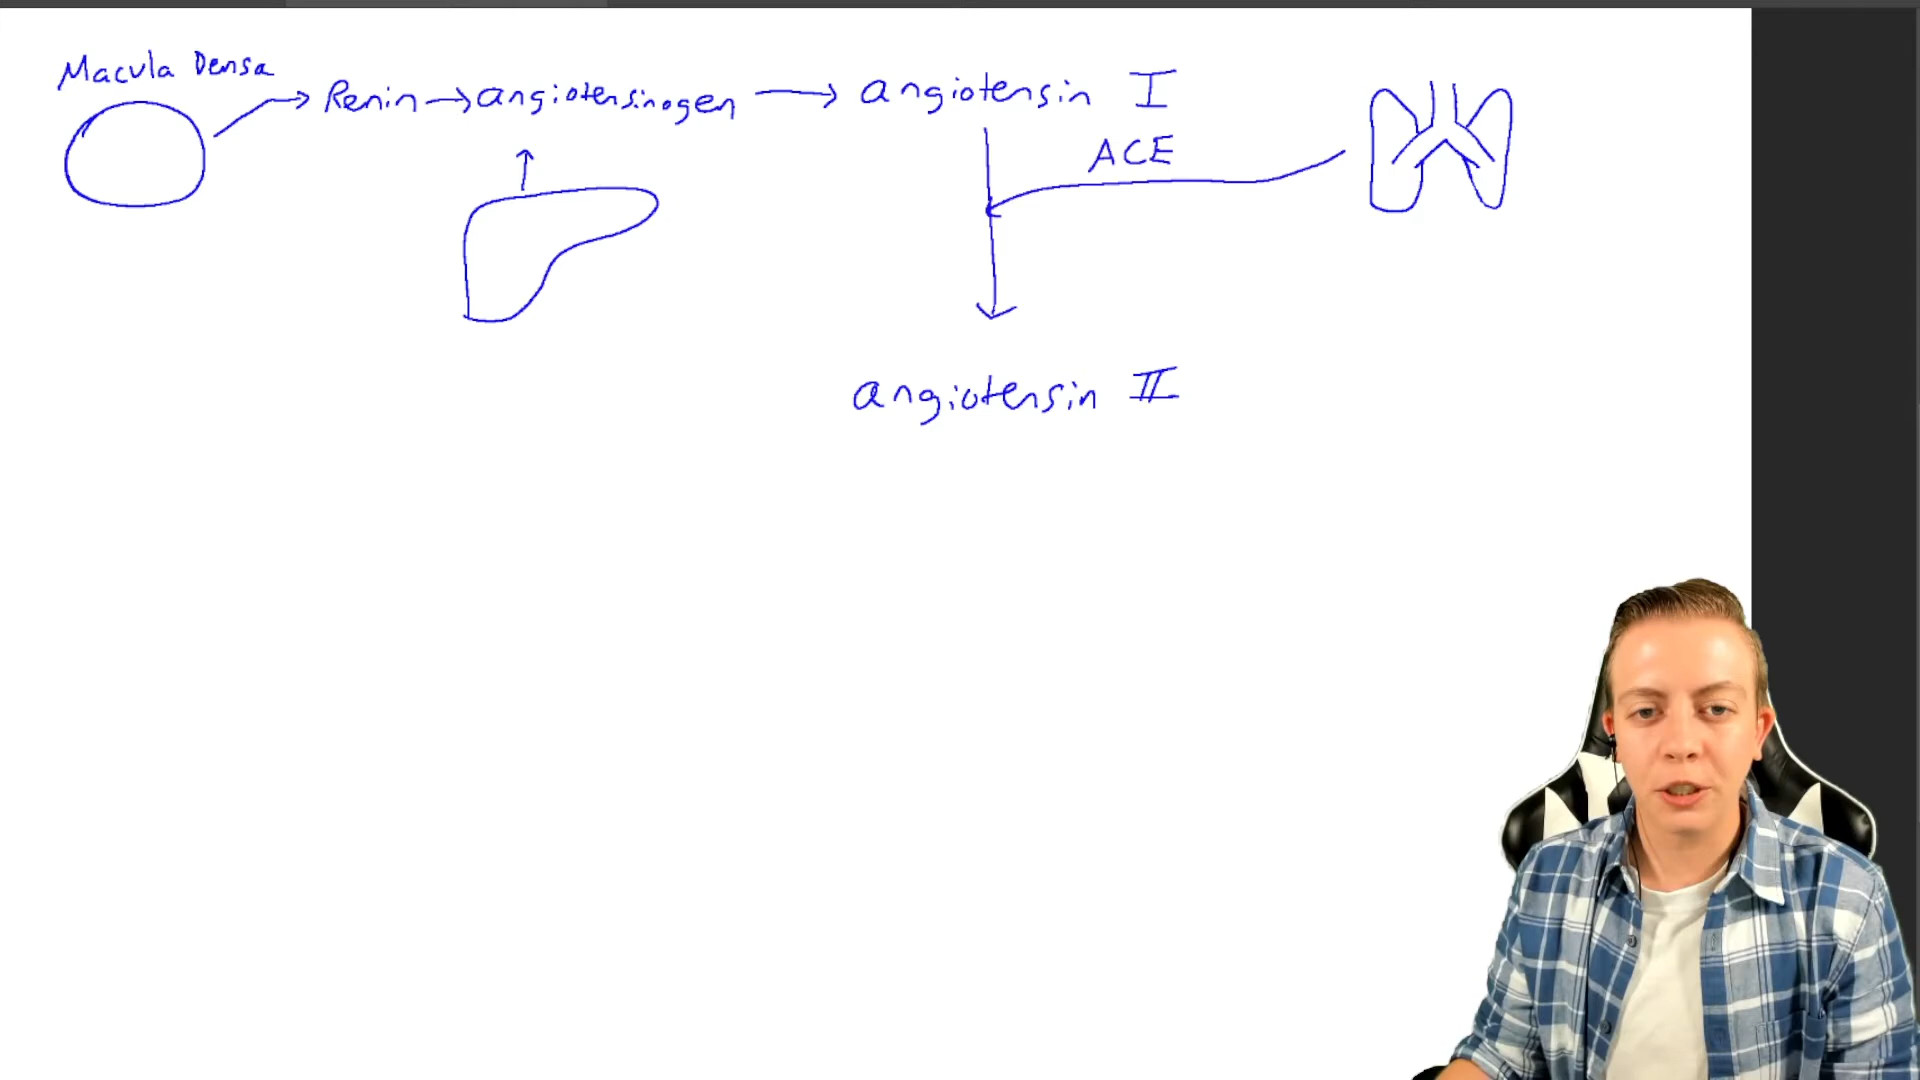 Macula Densa
Renin → angiotensinogen → angiotensin I
ACE
angiotensin II